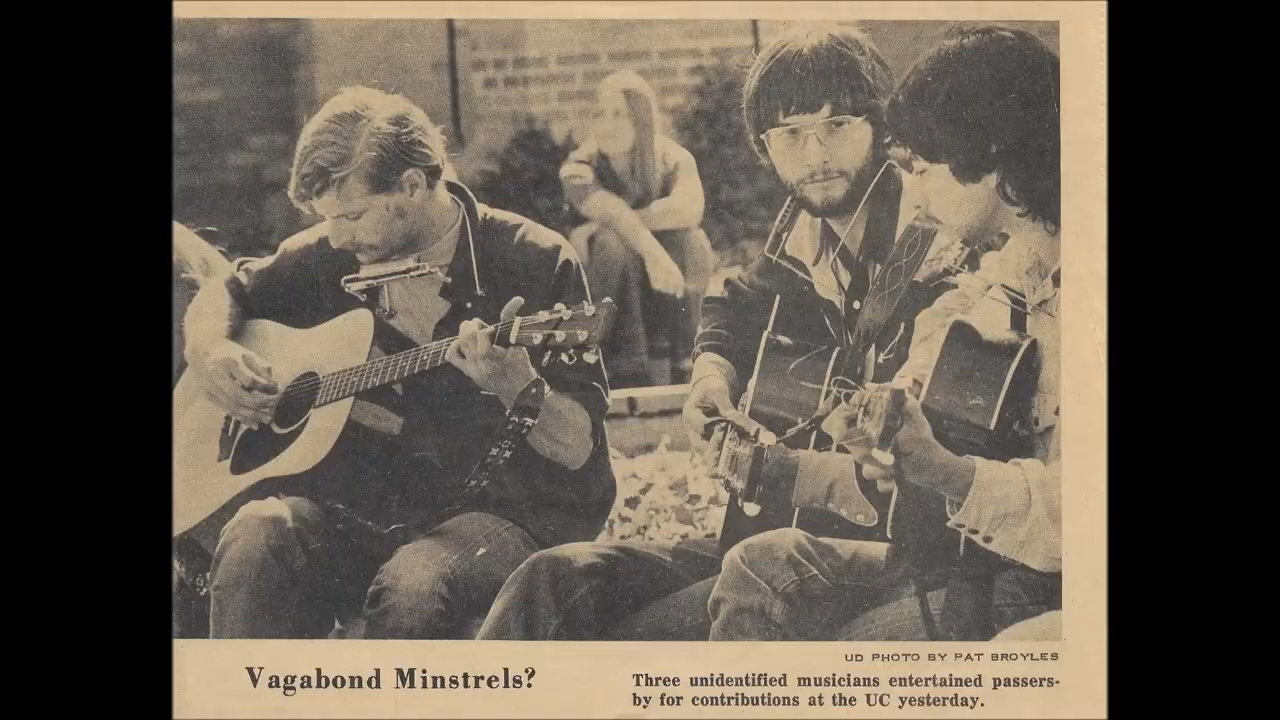 UD PHOTO BY PAT BROYLES
Vagabond Minstrels?
Three unidentified musicians entertained passers-
by for contributions at the UC yesterday.